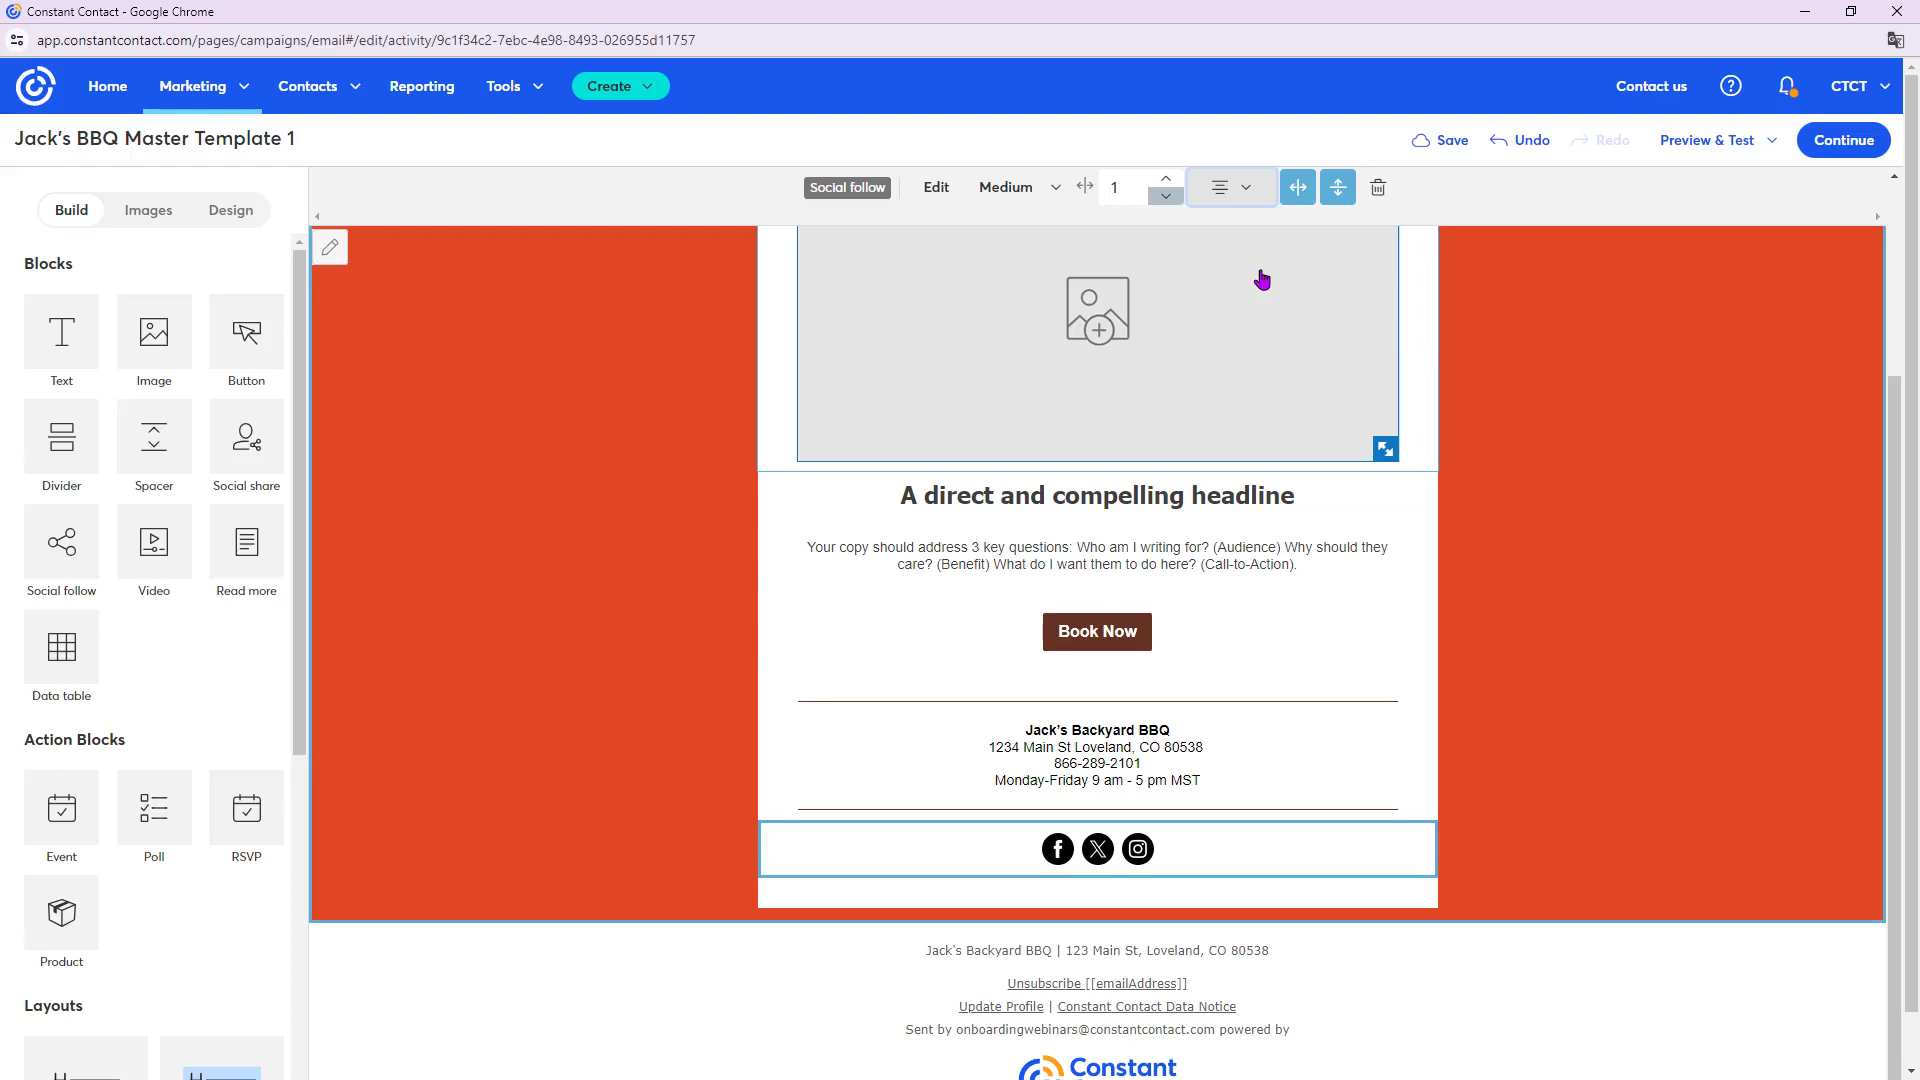 Constant Contact - Google Chrome
app.constantcontact.com/pages/campaigns/email#/edit/activity/9c1f34c2-7ebc-4e98-8493-026955d11757
Home
Marketing
Contacts
Reporting
Tools
Create
Contact us
CTCT
Jack's BBQ Master Template 1
Save
Undo
Redo
Preview & Test
Continue
Social follow
Edit
Medium
1
Build
Images
Design
Blocks
Text
Image
Button
Divider
Spacer
Social share
Social follow
Video
Read more
Data table
Action Blocks
Event
Poll
RSVP
Product
Layouts
A direct and compelling headline
Your copy should address 3 key questions: Who am I writing for? (Audience) Why should they
care? (Benefit) What do I want them to do here? (Call-to-Action).
Book Now
Jack's Backyard BBQ
1234 Main St Loveland, CO 80538
866-289-2101
Monday-Friday 9 am - 5 pm MST
Jack's Backyard BBQ | 123 Main St, Loveland, CO 80538
Unsubscribe [[emailAddress]]
Update Profile | Constant Contact Data Notice
Sent by onboardingwebinars@constantcontact.com powered by
Constant